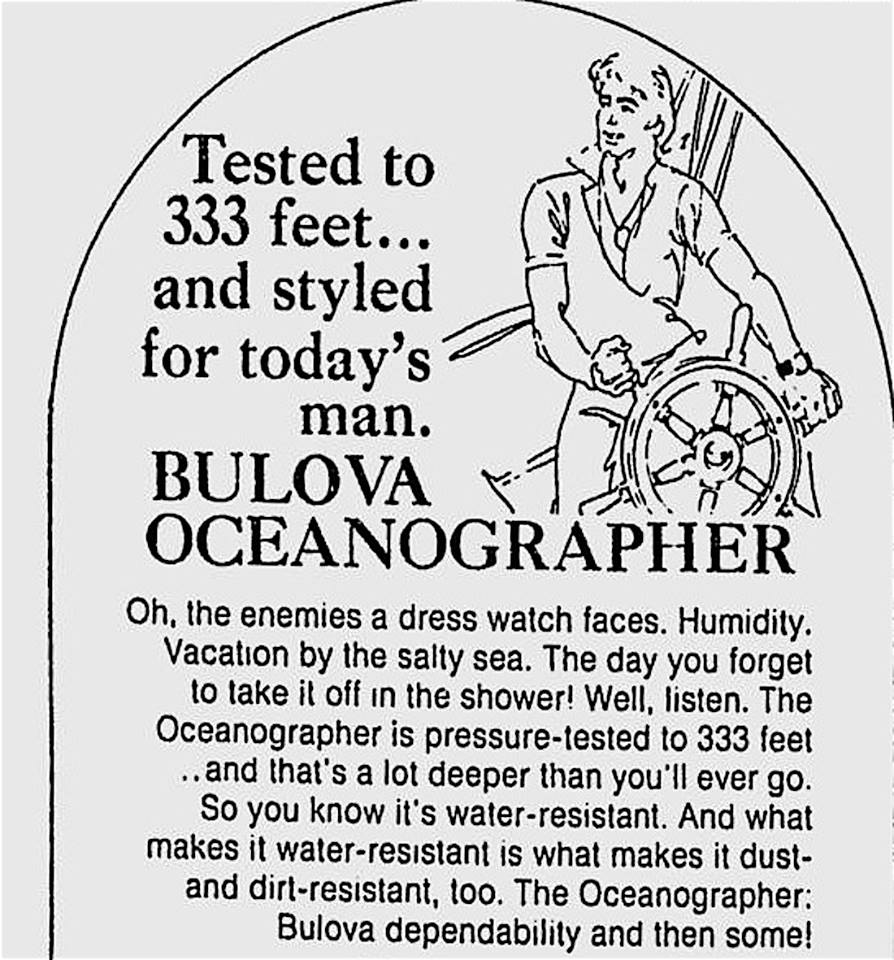 Tested to
333 feet...
and styled
for today's
man.
BULOVA
OCEANOGRAPHER
Oh, the enemies a dress watch faces. Humidity.
Vacation by the salty sea. The day you forget
to take it off in the shower! Well, listen. The
Oceanographer is pressure-tested to 333 feet
..and that's a lot deeper than you'll ever go.
So you know it's water-resistant. And what
makes it water-resistant is what makes it dust-
and dirt-resistant, too. The Oceanographer:
Bulova dependability and then some!